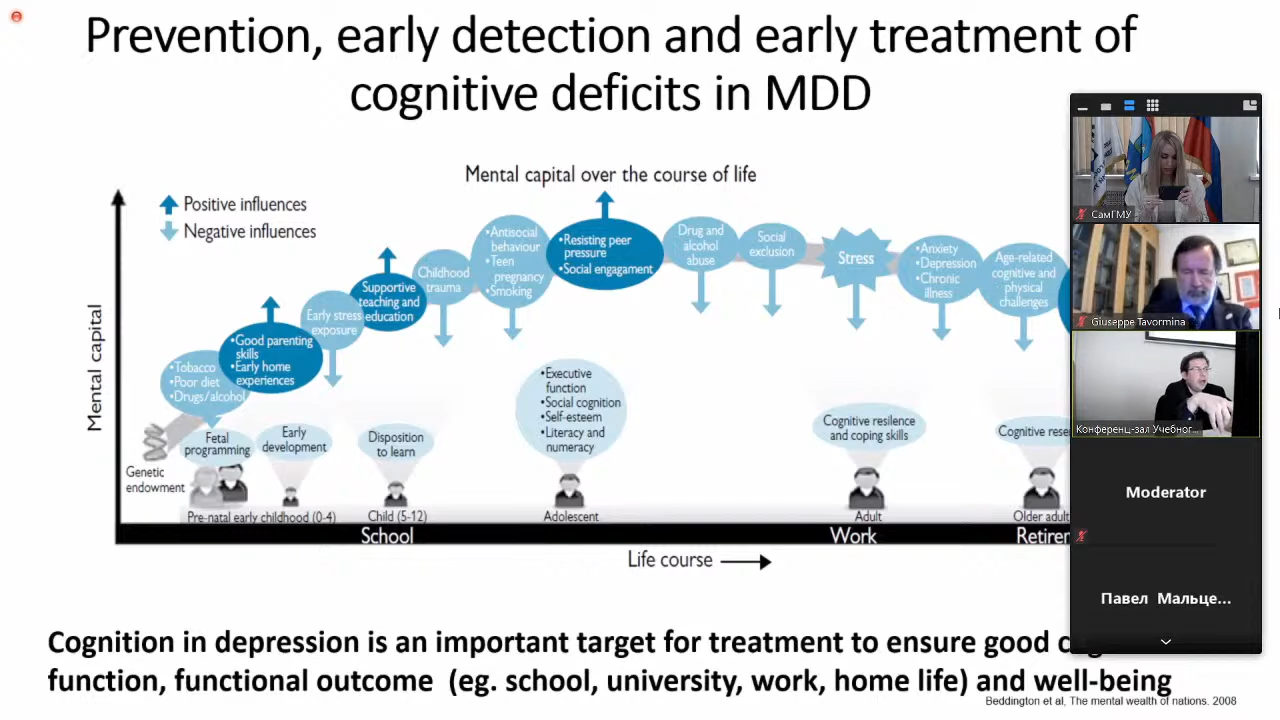 Prevention, early detection and early treatment of
cognitive deficits in MDD
Mental capital over the course of life
Positive influences
Negative influences
Mental capital
•Tobacco
•Poor diet
•Drugs/alcohol
•Good parenting
skills
•Early home
experiences
Early stress
exposure
Supportive
teaching and
education
Childhood
trauma
•Antisocial
behaviour
•Teen
pregnancy
•Smoking
•Resisting peer
pressure
•Social engagament
Drug and
alcohol
abuse
Social
exclusion
Stress
•Anxiety
•Depression
•Chronic
illness
Age-related
cognitive and
physical
challenges
Genetic
endowment
Fetal
programming
Early
development
Disposition
to learn
•Executive
function
•Social cognition
•Self-esteem
•Literacy and
numeracy
Cognitive resilence
and coping skills
Cognitive
Pre-natal early childhood (0-4)
Child (5-12)
Adolescent
Adult
Older adult
School
Work
Life course
Cognition in depression is an important target for treatment to ensure good
function, functional outcome (eg. school, university, work, home life) and well-being
Beddington et al, The mental wealth of nations. 2008
СамГМУ
Giuseppe Tavormina
Конференц-зал Учебног...
Moderator
Павел Мальце...